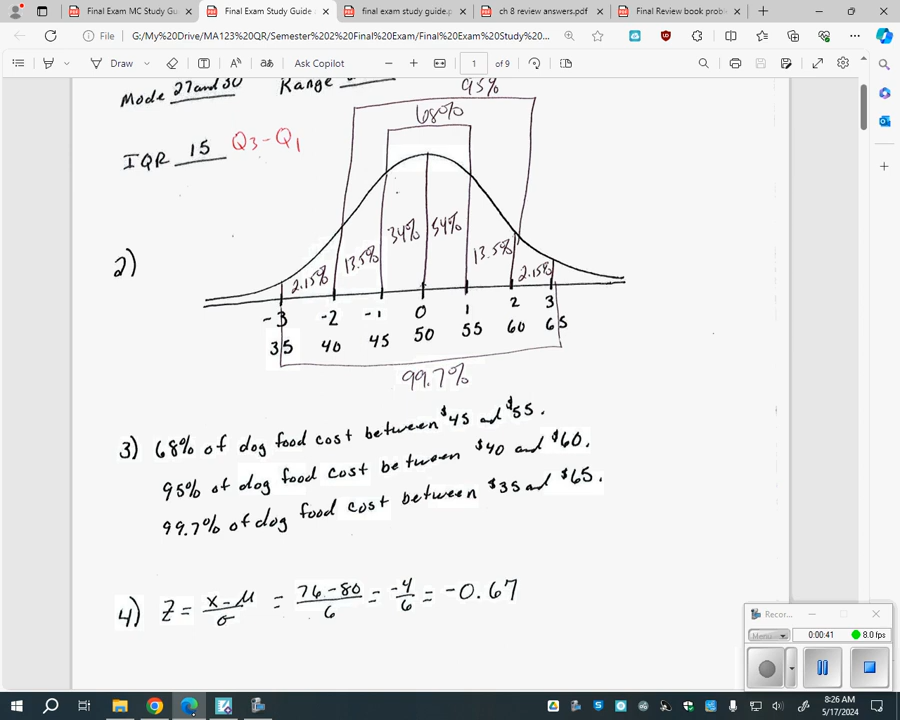 Final Exam MC Study Gu
Final Exam Study Guide
final exam study guide.p
ch 8 review answers.pdf
Final Review book prob
File
G:/My%20Drive/MA123%20QR/Semester%202%20Final%20Exam/Final%20Exam%20Study%20...
Draw
Ask Copilot
1 of 9
Mode 27 and 30 Range
95%
68%
IQR 15 Q3-Q1
2)
2.15% 13.5% 34% 34% 13.5% 2.15%
-3 -2 -1 0 1 2 3
35 40 45 50 55 60 65
99.7%
3) 68% of dog food cost between $45 and $55.
95% of dog food cost between $40 and $60.
99.7% of dog food cost between $35 and $65.
4) Z = x-μ/σ = 76-80/6 = -4/6 = -0.67
Recor...
Menu
0:00:41
8.0 fps
8:26 AM
5/17/2024